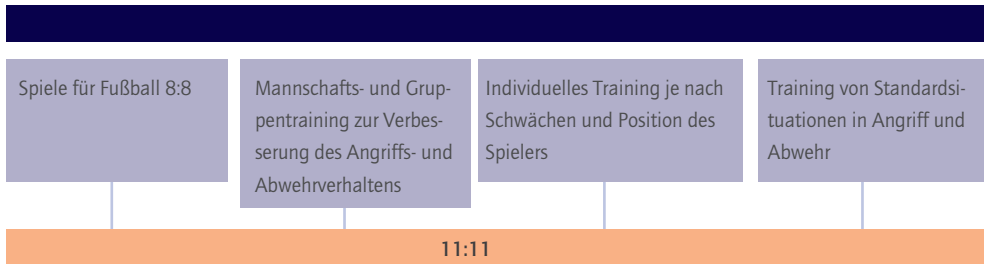 Spiele für Fußball 8:8
Mannschafts- und Grup-
pentraining zur Verbes-
serung des Angriffs- und
Abwehrverhaltens
Individuelles Training je nach
Schwächen und Position des
Spielers
Training von Standardsi-
tuationen in Angriff und
Abwehr
11:11